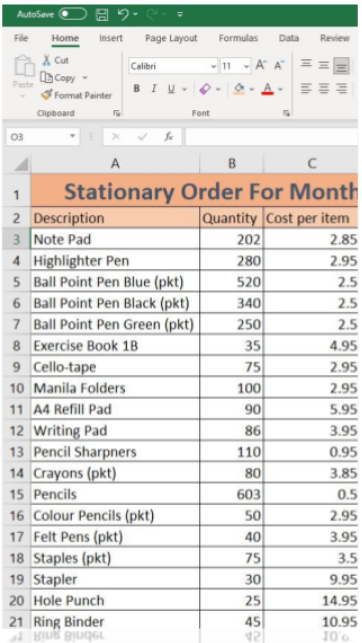 AutoSave Off
File Home Insert Page Layout Formulas Data Review
Paste
Cut
Copy
Format Painter
Clipboard
Calibri 11 A A
B I U A
Font
O3 fx
A B C
1 Stationary Order For Month
2 Description Quantity Cost per item
3 Note Pad 202 2.85
4 Highlighter Pen 280 2.95
5 Ball Point Pen Blue (pkt) 520 2.5
6 Ball Point Pen Black (pkt) 340 2.5
7 Ball Point Pen Green (pkt) 250 2.5
8 Exercise Book 1B 35 4.95
9 Cello-tape 75 2.95
10 Manila Folders 100 2.95
11 A4 Refill Pad 90 5.95
12 Writing Pad 86 3.95
13 Pencil Sharpners 110 0.95
14 Crayons (pkt) 80 3.85
15 Pencils 603 0.5
16 Colour Pencils (pkt) 50 2.95
17 Felt Pens (pkt) 40 3.95
18 Staples (pkt) 75 3.5
19 Stapler 30 9.95
20 Hole Punch 25 14.95
21 Ring Binder 45 10.95